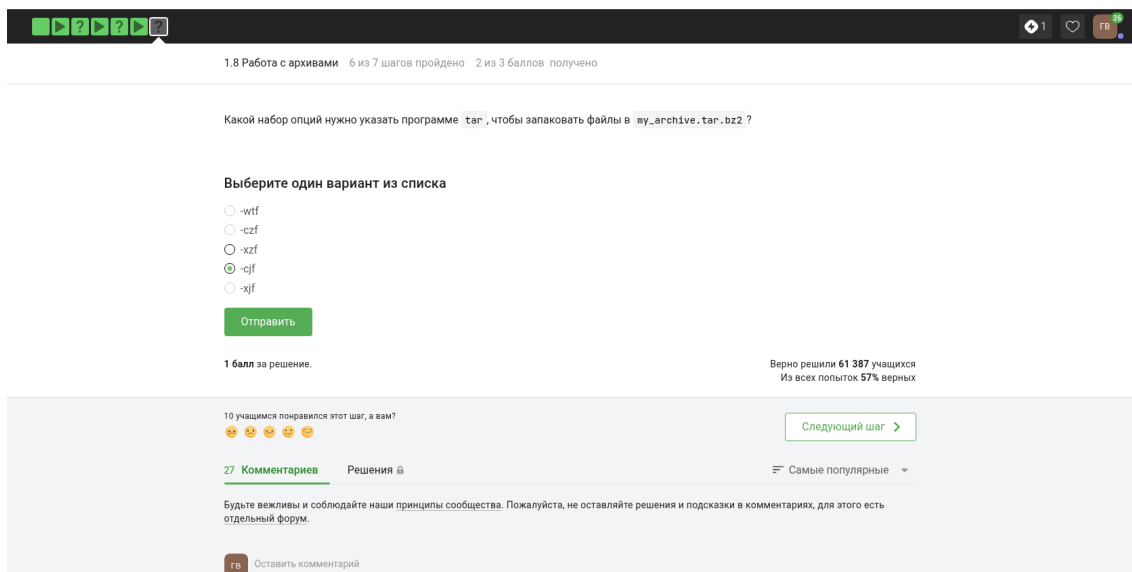 ? ? ?
1
ГВ
26
1.8 Работа с архивами 6 из 7 шагов пройдено 2 из 3 баллов получено
Какой набор опций нужно указать программе tar , чтобы запаковать файлы в my_archive.tar.bz2 ?
Выберите один вариант из списка
-wtf
-czf
-xzf
-cjf
-xjf
Отправить
1 балл за решение.
Верно решили 61 387 учащихся
Из всех попыток 57% верных
10 учащимся понравился этот шаг, а вам?
Следующий шаг
27 Комментариев Решения
Самые популярные
Будьте вежливы и соблюдайте наши принципы сообщества. Пожалуйста, не оставляйте решения и подсказки в комментариях, для этого есть
отдельный форум.
ГВ Оставить комментарий